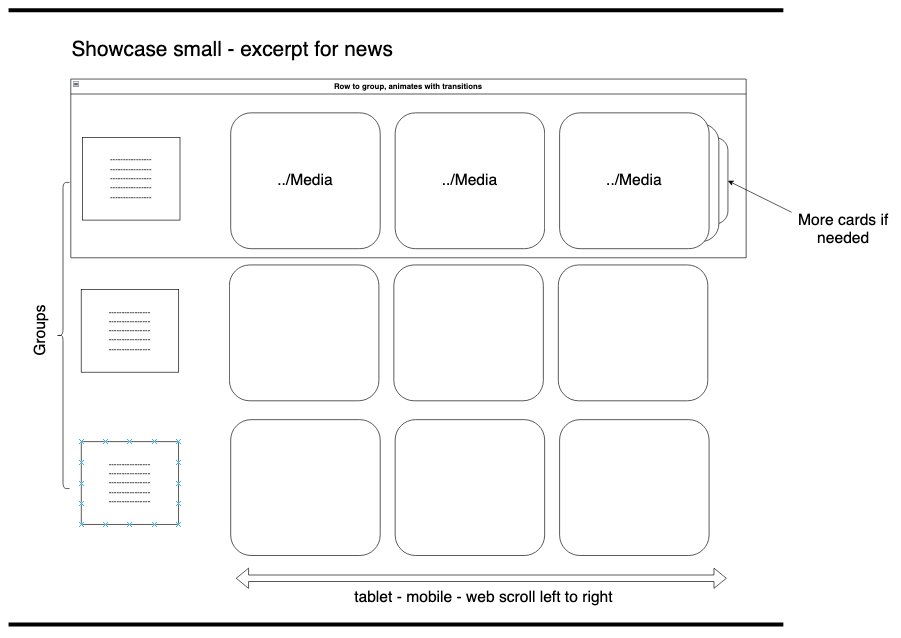 Showcase small - excerpt for news
Row to group, animates with transitions
../Media
../Media
../Media
More cards if
needed
Groups
tablet - mobile - web scroll left to right